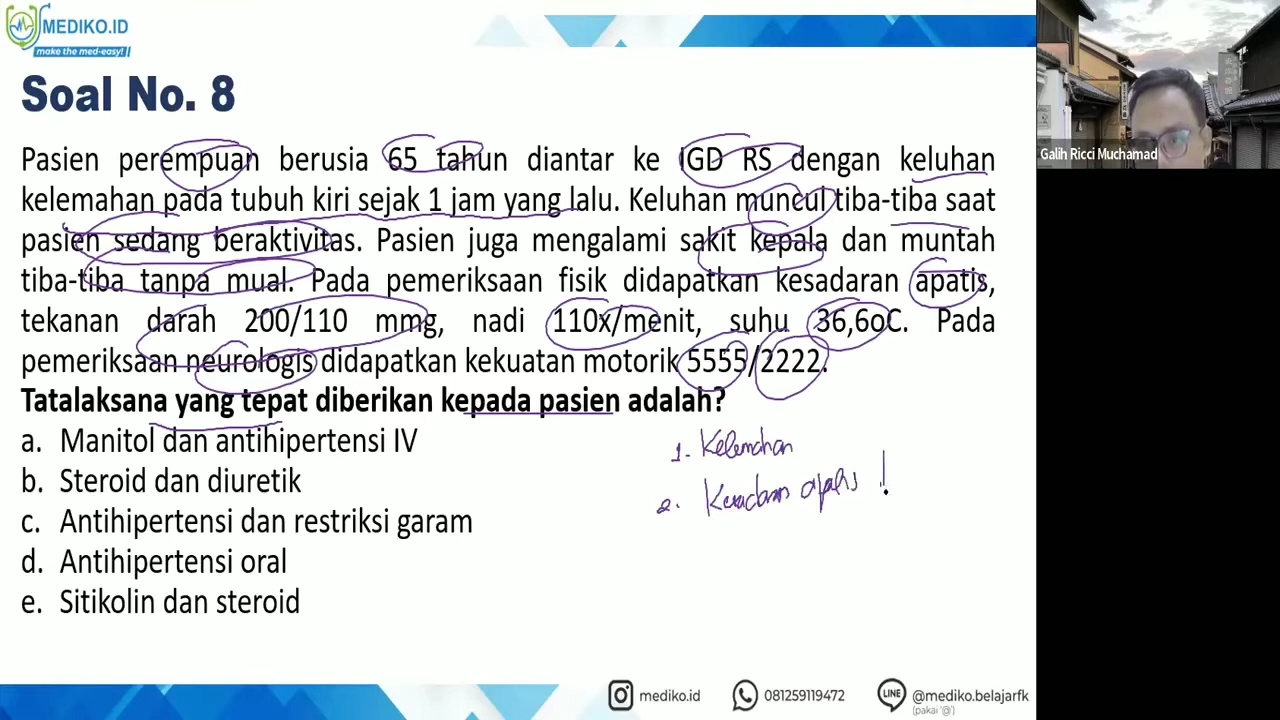 MEDIKO.ID
make the med-easy!
Soal No. 8
Pasien perempuan berusia 65 tahun diantar ke IGD RS dengan keluhan
kelemahan pada tubuh kiri sejak 1 jam yang lalu. Keluhan muncul tiba-tiba saat
pasien sedang beraktivitas. Pasien juga mengalami sakit kepala dan muntah
tiba-tiba tanpa mual. Pada pemeriksaan fisik didapatkan kesadaran apatis,
tekanan darah 200/110 mmg, nadi 110x/menit, suhu 36,6oC. Pada
pemeriksaan neurologis didapatkan kekuatan motorik 5555/2222.
Tatalaksana yang tepat diberikan kepada pasien adalah?
a. Manitol dan antihipertensi IV
b. Steroid dan diuretik
c. Antihipertensi dan restriksi garam
d. Antihipertensi oral
e. Sitikolin dan steroid
1. Kelemahan
2. Kesadaran apatis !
Galih Ricci Muchamad
mediko.id
081259119472
LINE
@mediko.belajarfk
(pakai '@')